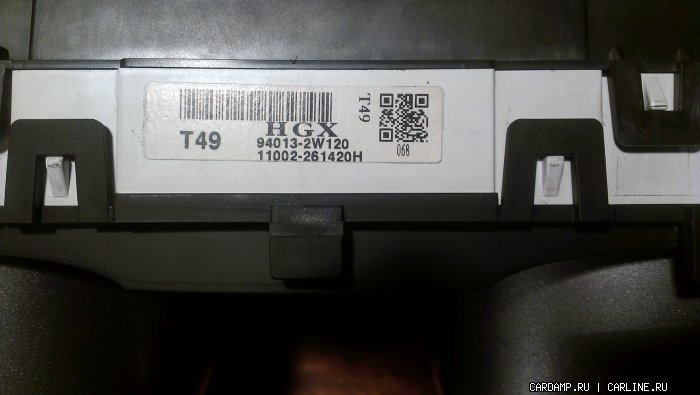 HGX
T49
94013-2W120
11002-261420H
T49
068
CARDAMP.RU | CARLINE.RU